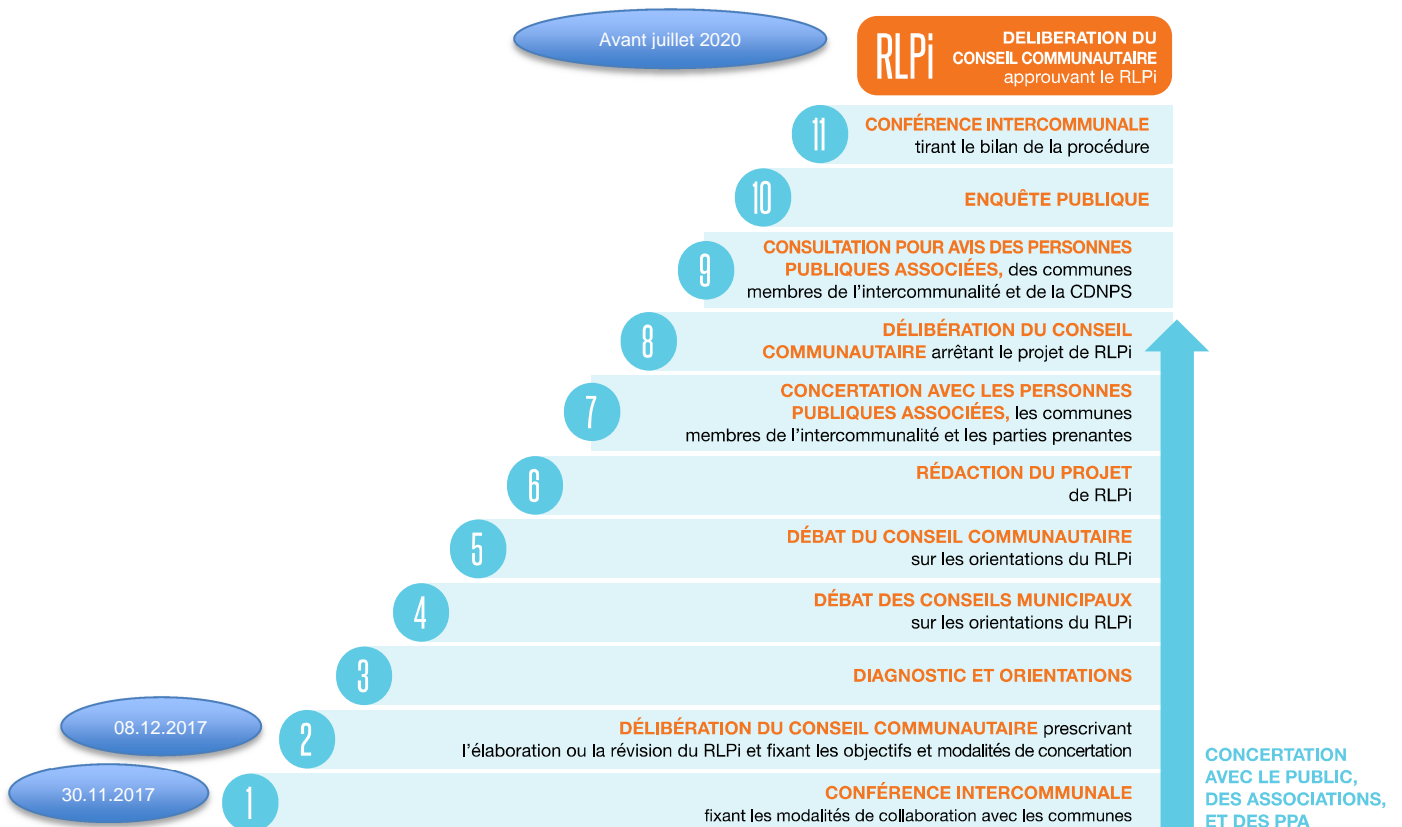 Avant juillet 2020
RLPi
DELIBERATION DU
CONSEIL COMMUNAUTAIRE
approuvant le RLPi
11
CONFÉRENCE INTERCOMMUNALE
tirant le bilan de la procédure
10
ENQUÊTE PUBLIQUE
9
CONSULTATION POUR AVIS DES PERSONNES
PUBLIQUES ASSOCIÉES, des communes
membres de l'intercommunalité et de la CDNPS
8
DÉLIBÉRATION DU CONSEIL
COMMUNAUTAIRE arrêtant le projet de RLPi
7
CONCERTATION AVEC LES PERSONNES
PUBLIQUES ASSOCIÉES, les communes
membres de l'intercommunalité et les parties prenantes
6
RÉDACTION DU PROJET
de RLPi
5
DÉBAT DU CONSEIL COMMUNAUTAIRE
sur les orientations du RLPi
4
DÉBAT DES CONSEILS MUNICIPAUX
sur les orientations du RLPi
3
DIAGNOSTIC ET ORIENTATIONS
08.12.2017
2
DÉLIBÉRATION DU CONSEIL COMMUNAUTAIRE prescrivant
l'élaboration ou la révision du RLPi et fixant les objectifs et modalités de concertation
30.11.2017
1
CONFÉRENCE INTERCOMMUNALE
fixant les modalités de collaboration avec les communes
CONCERTATION
AVEC LE PUBLIC,
DES ASSOCIATIONS,
ET DES PPA